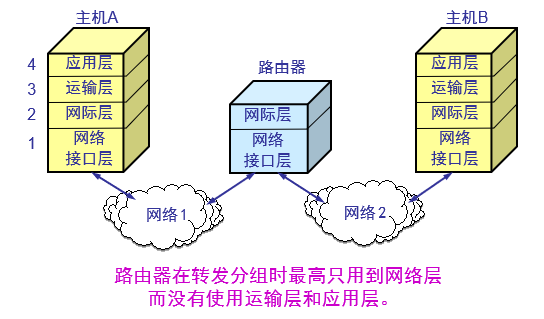 主机A
主机B
路由器
4
应用层
3
运输层
2
网际层
1
网络
接口层
网际层
网络
接口层
应用层
运输层
网际层
网络
接口层
网络1
网络2
路由器在转发分组时最高只用到网络层
而没有使用运输层和应用层。